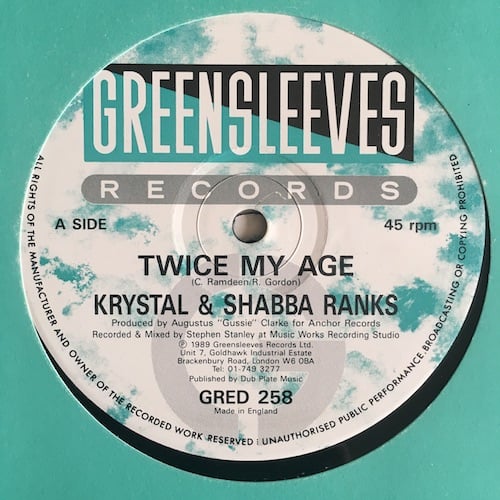 GREENSLEEVES
RECORDS
A SIDE
45 rpm
TWICE MY AGE
(C. Ramdeen/R. Gordon)
KRYSTAL & SHABBA RANKS
Produced by Augustus "Gussie" Clarke for Anchor Records
Recorded & Mixed by Stephen Stanley at Music Works Recording Studio
℗ 1989 Greensleeves Records Ltd.
Unit 7, Goldhawk Industrial Estate
Brackenbury Road, London W6 0BA
Tel: 01-749 3277
Published by Dub Plate Music
GRED 258
Made in England
ALL RIGHTS OF THE MANUFACTURER AND OWNER OF THE RECORDED WORK RESERVED. UNAUTHORISED PUBLIC PERFORMANCE.BROADCASTING OR COPYING PROHIBITED